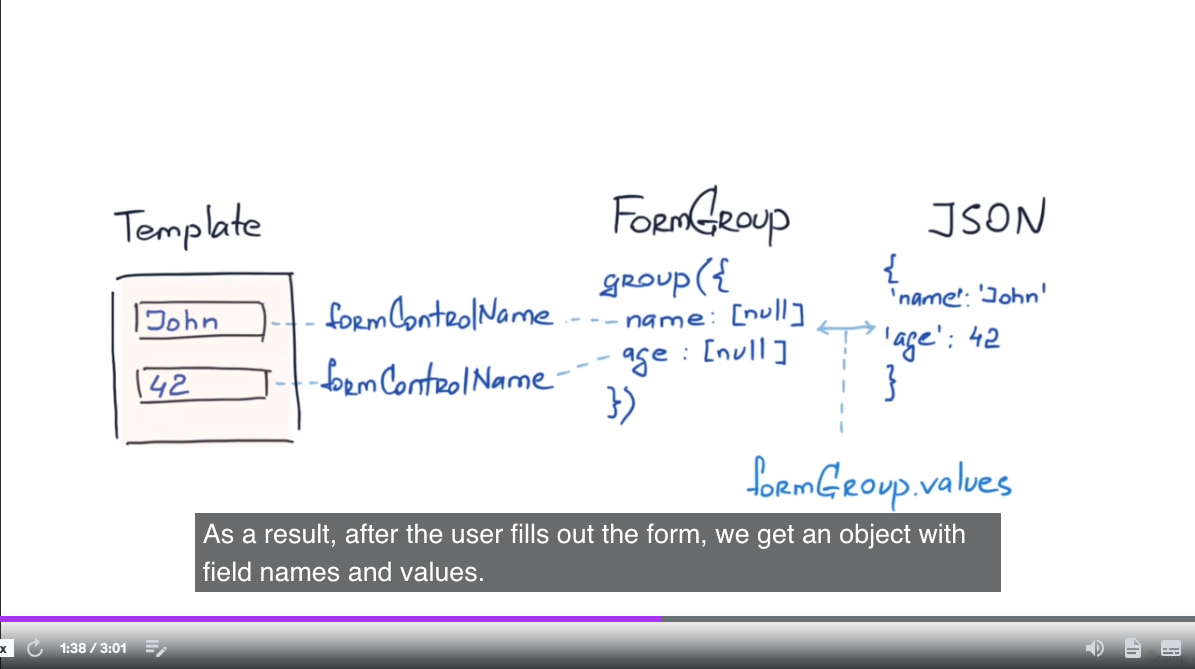 Template
FormGroup
JSON
John
formControlName
group({
name: [null]
{
'name': 'John'
42
formControlName
age : [null]
'age': 42
})
}
formGroup.values
As a result, after the user fills out the form, we get an object with
field names and values.
x
1:38 / 3:01